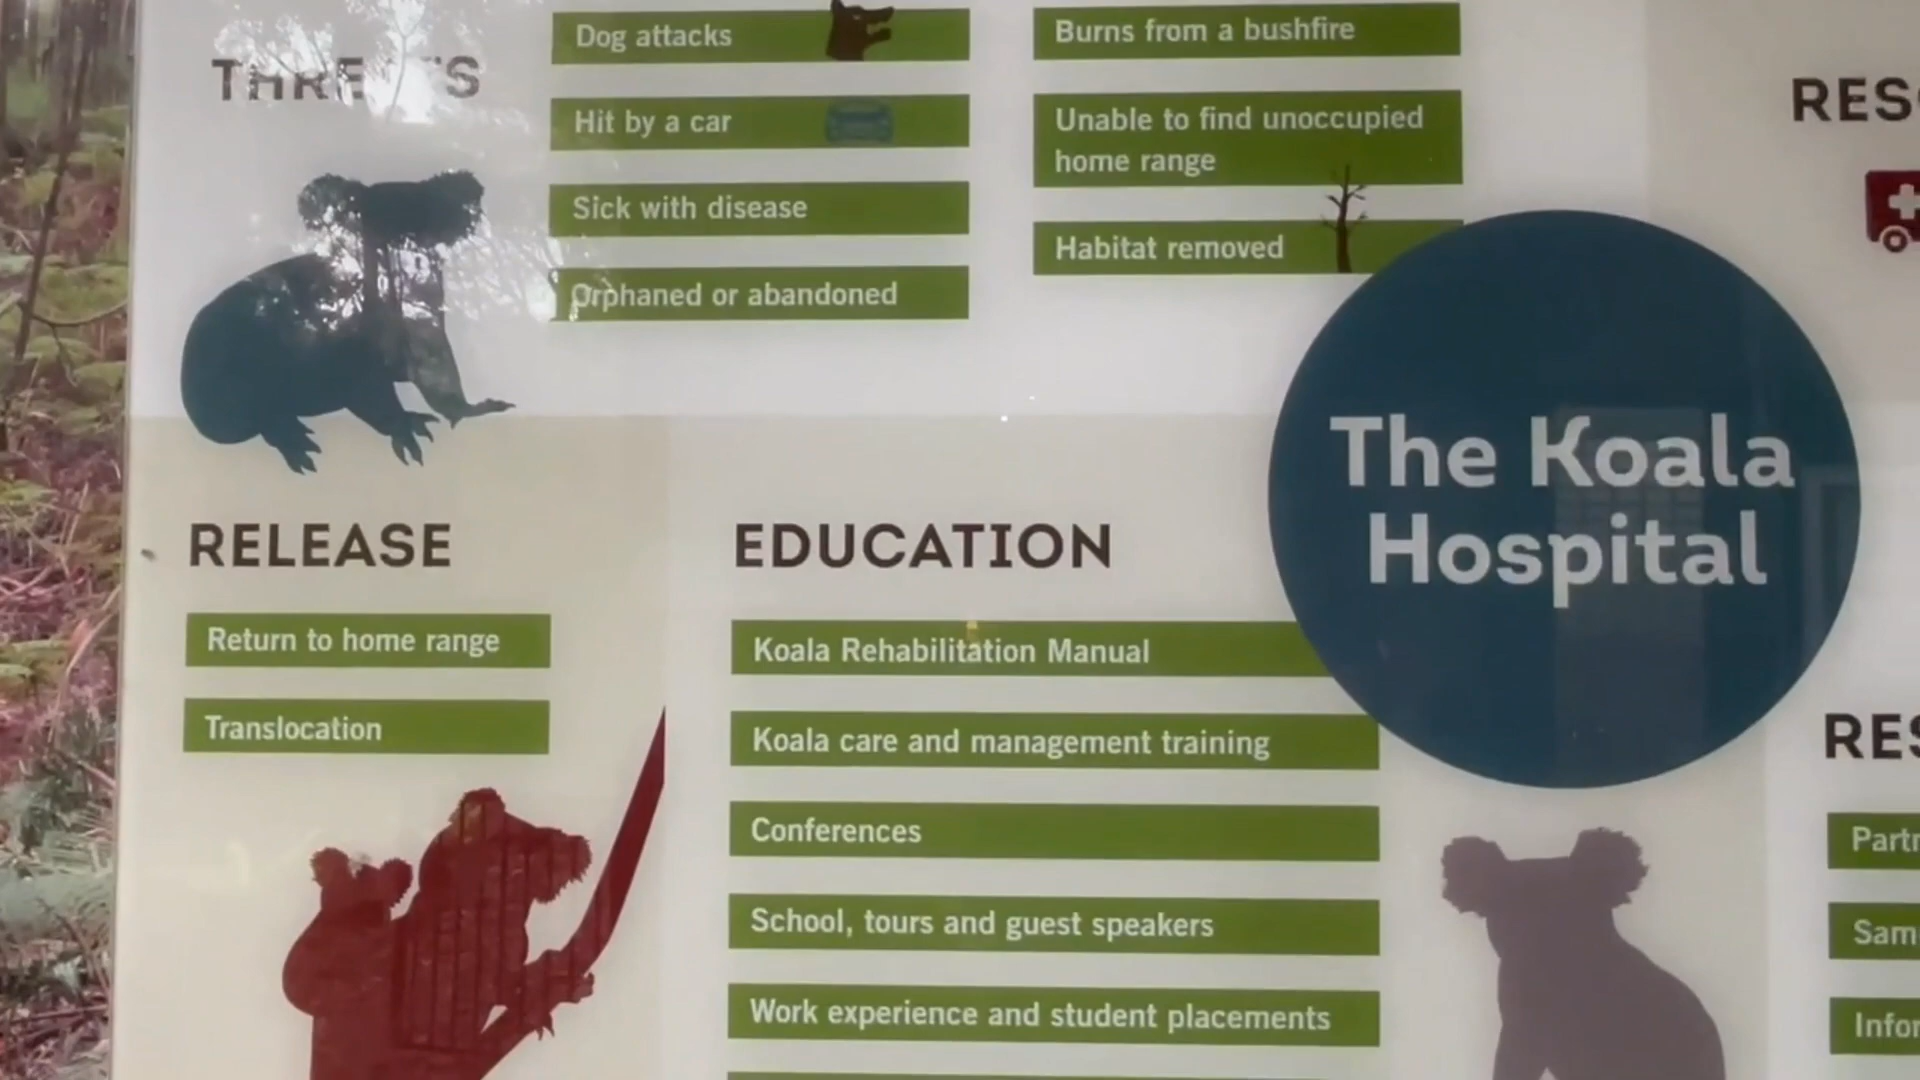 THREATS
Dog attacks
Hit by a car
Sick with disease
Orphaned or abandoned
Burns from a bushfire
Unable to find unoccupied
home range
Habitat removed
The Koala
Hospital
RELEASE
Return to home range
Translocation
EDUCATION
Koala Rehabilitation Manual
Koala care and management training
Conferences
School, tours and guest speakers
Work experience and student placements